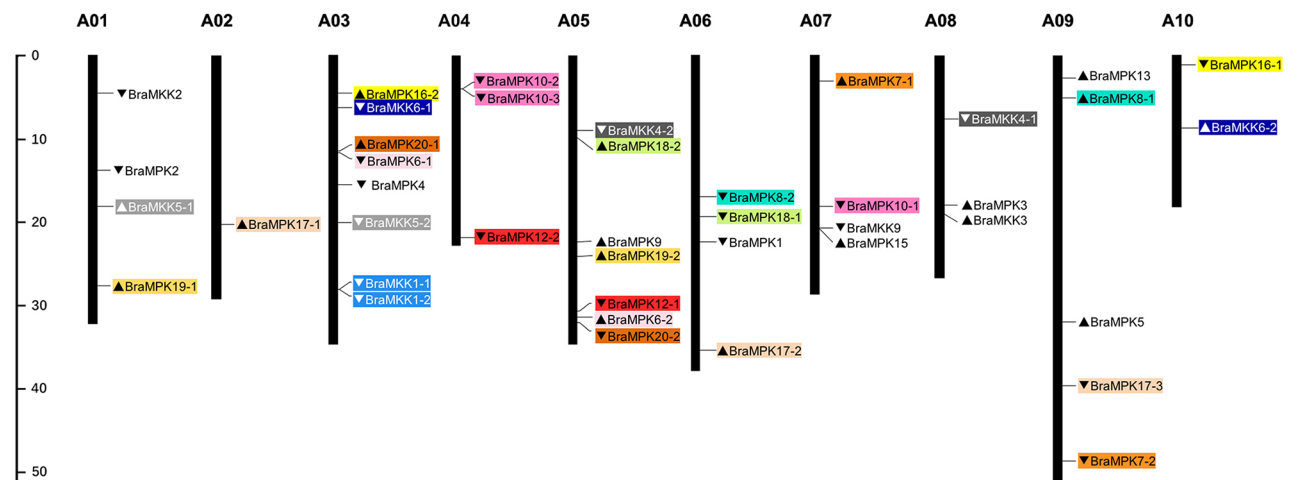 A01 A02 A03 A04 A05 A06 A07 A08 A09 A10
0
10
20
30
40
50
▼BraMKK2
▼BraMPK2
▲BraMKK5-1
▲BraMPK19-1
▲BraMPK17-1
▲BraMPK16-2
▼BraMKK6-1
▲BraMPK20-1
▼BraMPK6-1
▼ BraMPK4
▼BraMKK5-2
▼BraMKK1-1
▼BraMKK1-2
▼BraMPK10-2
▼BraMPK10-3
▼BraMPK12-2
▼BraMKK4-2
▲BraMPK18-2
▲BraMPK9
▲BraMPK19-2
▼BraMPK12-1
▲BraMPK6-2
▼BraMPK20-2
▼BraMPK8-2
▼BraMPK18-1
▼BraMPK1
▲BraMPK17-2
▲BraMPK7-1
▼BraMPK10-1
▼BraMKK9
▲BraMPK15
▼BraMKK4-1
▲BraMPK3
▲BraMKK3
▲BraMPK13
▲BraMPK8-1
▲BraMPK5
▼BraMPK17-3
▼BraMPK7-2
▼BraMPK16-1
▲BraMKK6-2